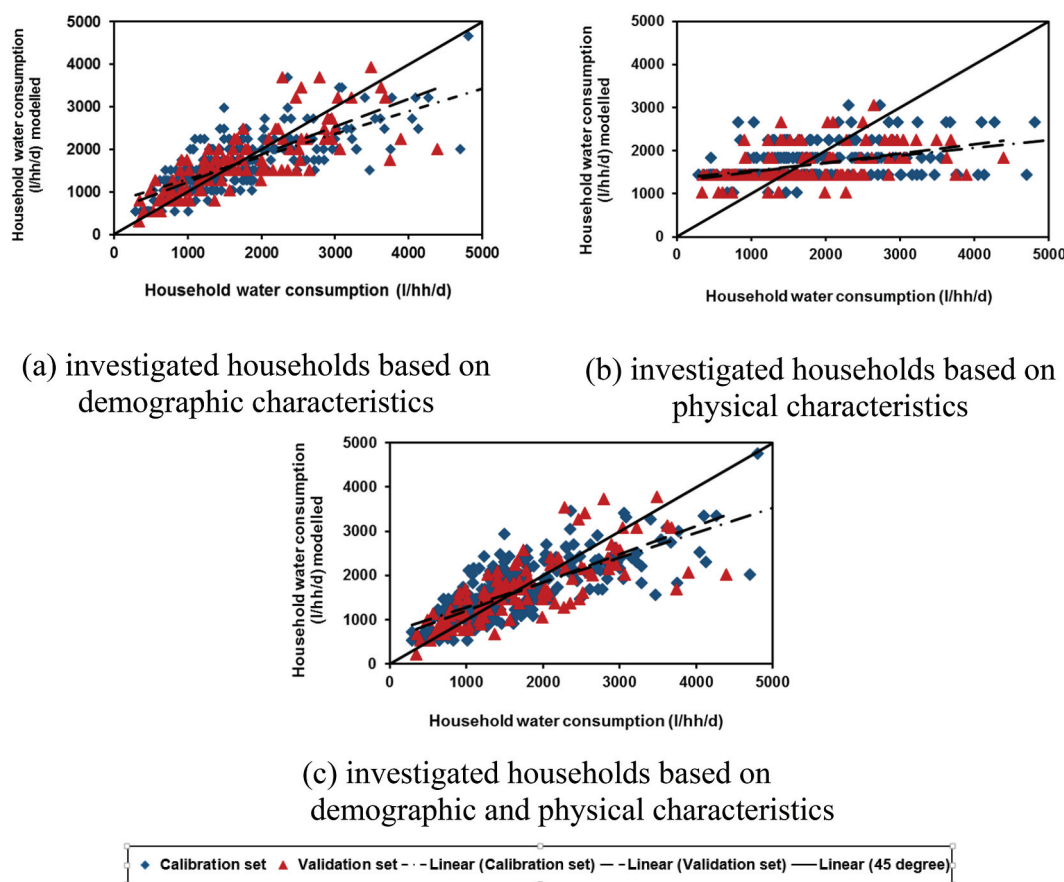 Household water consumption
(l/hh/d) modelled
5000
4000
3000
2000
1000
0
0 1000 2000 3000 4000 5000
Household water consumption (l/hh/d)
(a) investigated households based on
demographic characteristics
Household water consumption
(l/hh/d) modelled
5000
4000
3000
2000
1000
0
0 1000 2000 3000 4000 5000
Household water consumption (l/hh/d)
(b) investigated households based on
physical characteristics
Household water consumption
(l/hh/d) modelled
5000
4000
3000
2000
1000
0
0 1000 2000 3000 4000 5000
Household water consumption (l/hh/d)
(c) investigated households based on
demographic and physical characteristics
Calibration set Validation set Linear (Calibration set) Linear (Validation set) Linear (45 degree)